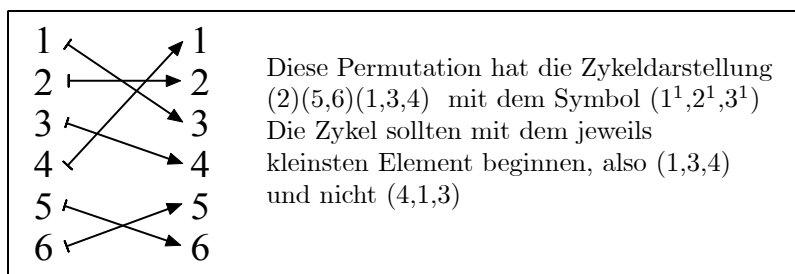 1 1
2 2
3 3
4 4
5 5
6 6
Diese Permutation hat die Zykeldarstellung
(2)(5,6)(1,3,4) mit dem Symbol (1¹,2¹,3¹)
Die Zykel sollten mit dem jeweils
kleinsten Element beginnen, also (1,3,4)
und nicht (4,1,3)